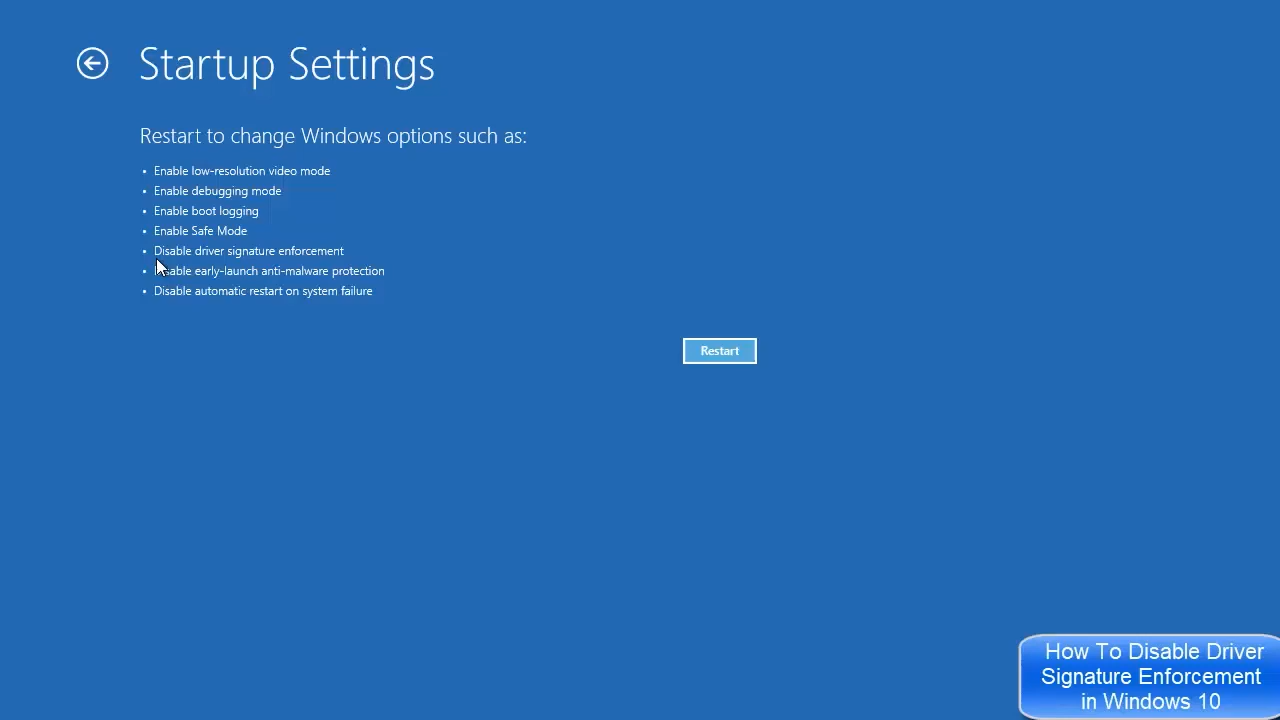 Startup Settings
Restart to change Windows options such as:
• Enable low-resolution video mode
• Enable debugging mode
• Enable boot logging
• Enable Safe Mode
• Disable driver signature enforcement
• early-launch anti-malware protection
• Disable automatic restart on system failure
Restart
How To Disable Driver
Signature Enforcement
in Windows 10